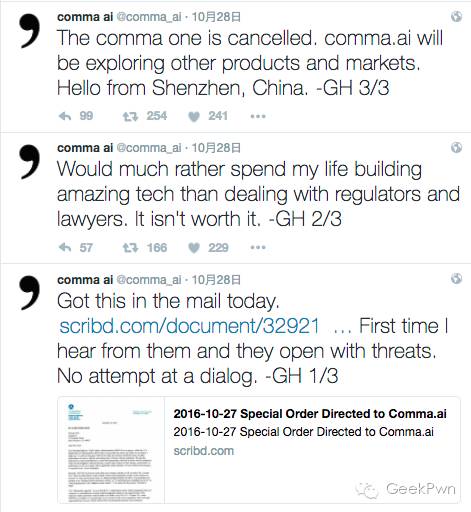 comma ai @comma_ai · 10月28日
The comma one is cancelled. comma.ai will
be exploring other products and markets.
Hello from Shenzhen, China. -GH 3/3
99 254 241
comma ai @comma_ai · 10月28日
Would much rather spend my life building
amazing tech than dealing with regulators and
lawyers. It isn't worth it. -GH 2/3
57 166 229
comma ai @comma_ai · 10月28日
Got this in the mail today.
scribd.com/document/32921 … First time I
hear from them and they open with threats.
No attempt at a dialog. -GH 1/3
2016-10-27 Special Order Directed to Comma.ai
2016-10-27 Special Order Directed to Comma.ai
scribd.com
GeekPwn